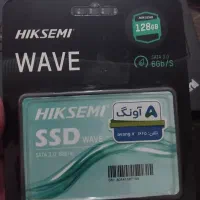 HIKSEMI
128GB
WAVE
SATA 3.0
6Gb/S
HIKSEMI
SSD WAVE
آونگ